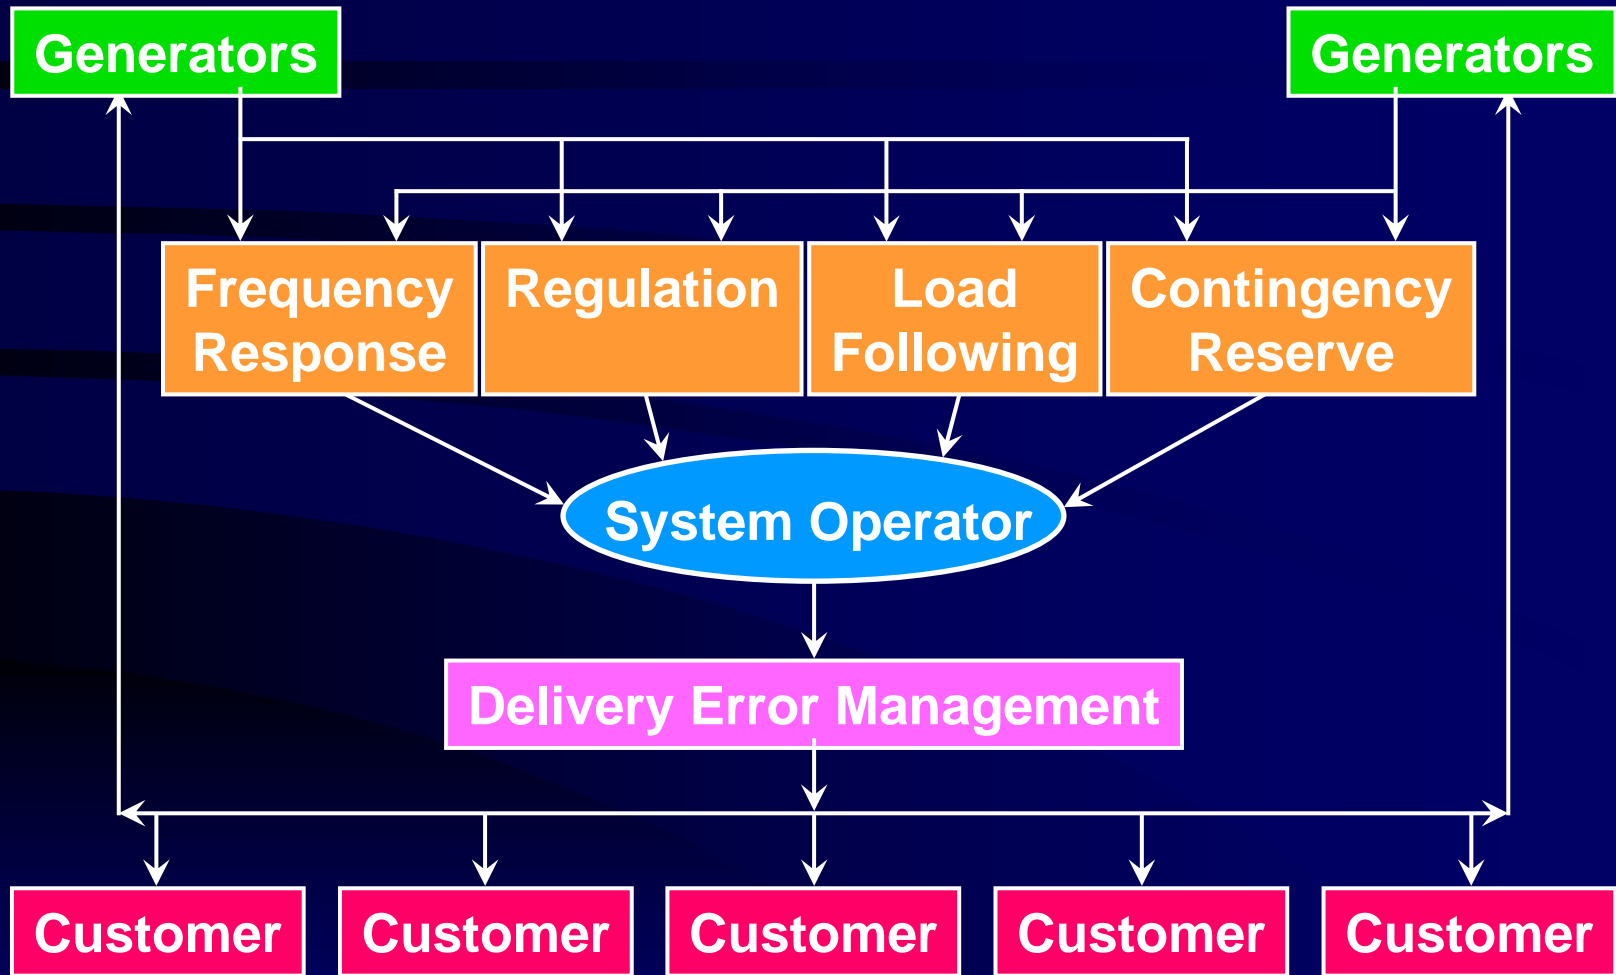 Generators
Generators
Frequency
Response
Regulation
Load
Following
Contingency
Reserve
System Operator
Delivery Error Management
Customer
Customer
Customer
Customer
Customer